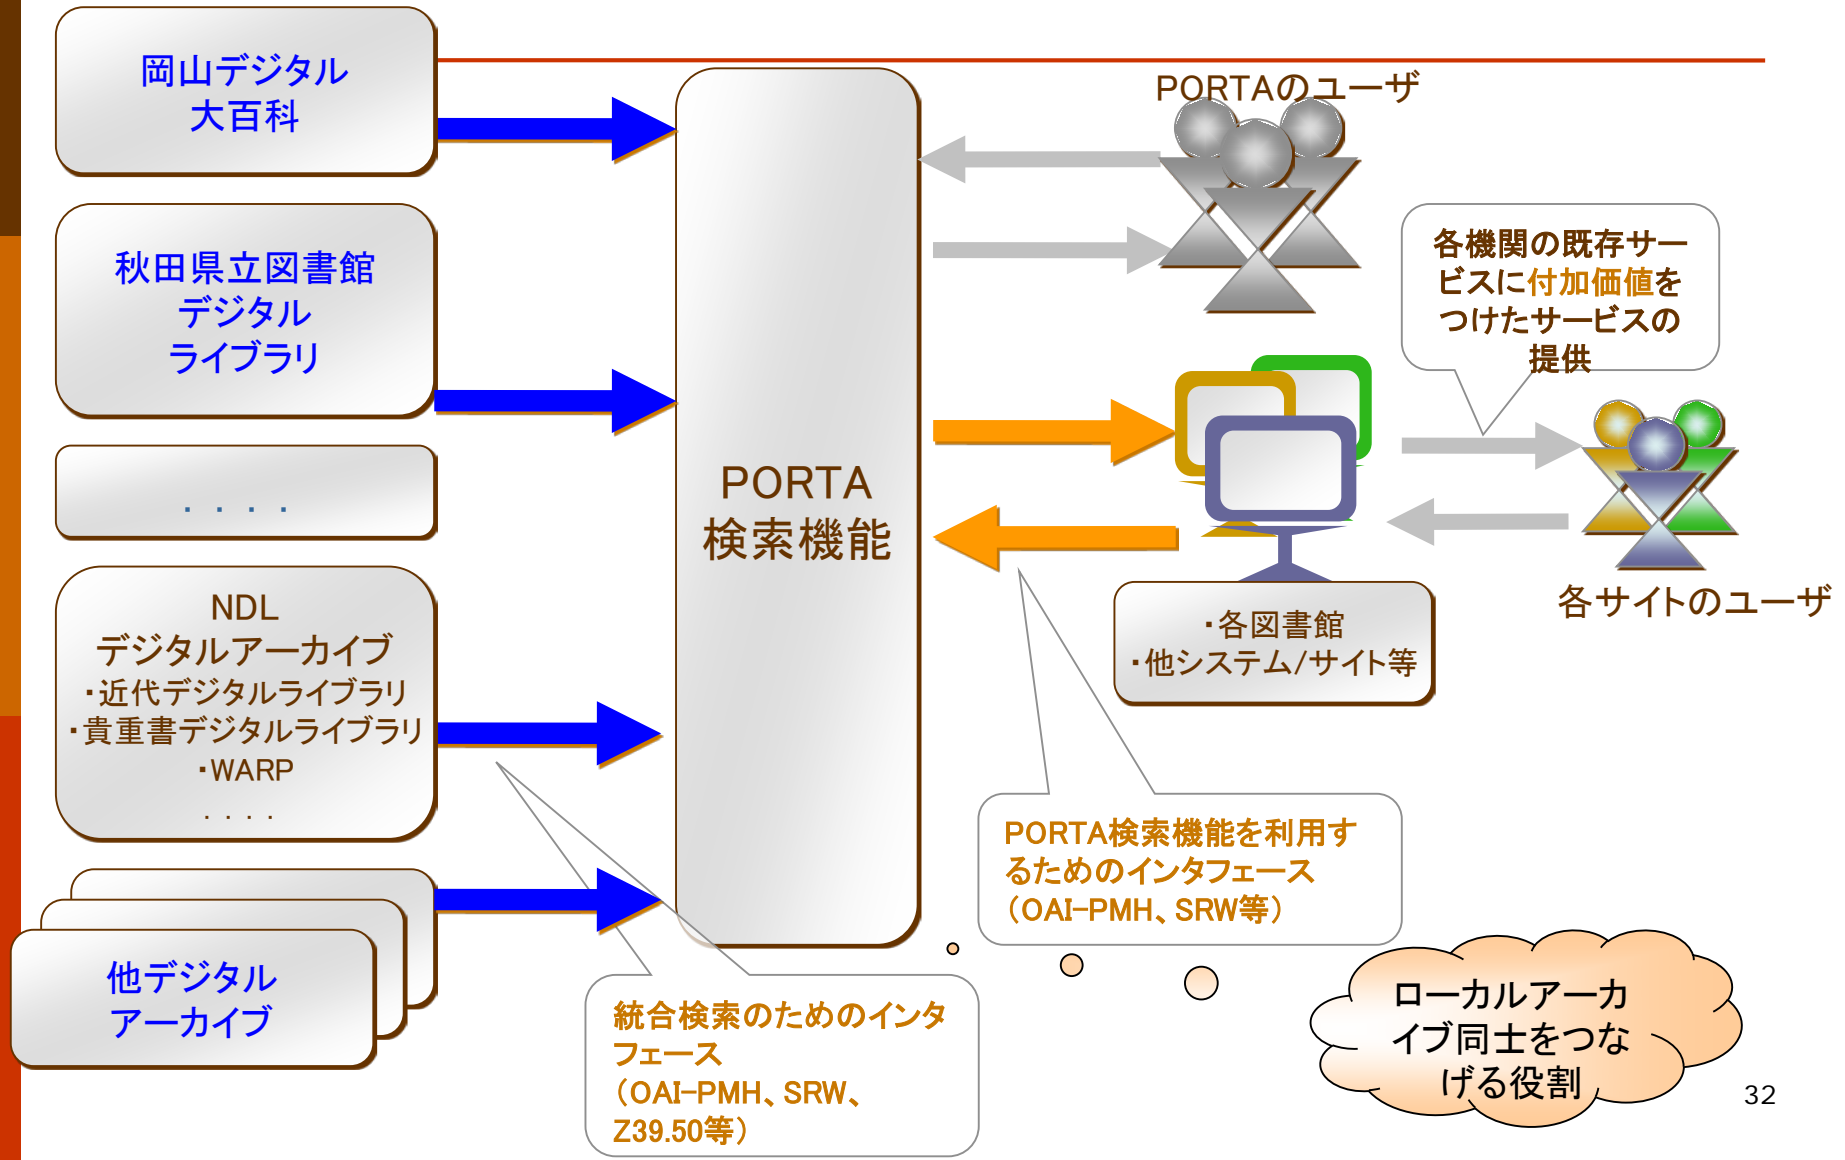 岡山デジタル
大百科
秋田県立図書館
デジタル
ライブラリ
．．．．
NDL
デジタルアーカイブ
・近代デジタルライブラリ
・貴重書デジタルライブラリ
・WARP
．．．．
他デジタル
アーカイブ
PORTA
検索機能
PORTAのユーザ
各機関の既存サー
ビスに付加価値を
つけたサービスの
提供
各サイトのユーザ
・各図書館
・他システム/サイト等
PORTA検索機能を利用す
るためのインタフェース
（OAI-PMH、SRW等）
統合検索のためのインタ
フェース
（OAI-PMH、SRW、
Z39.50等）
ローカルアーカ
イブ同士をつな
げる役割
32